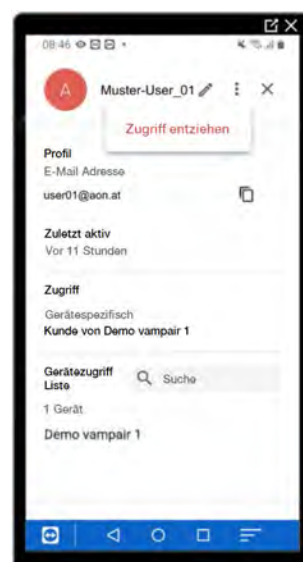 08:46
A
Muster-User_01
Zugriff entziehen
Profil
E-Mail Adresse
user01@aon.at
Zuletzt aktiv
Vor 11 Stunden
Zugriff
Gerätespezifisch
Kunde von Demo vampair 1
Gerätezugriff
Liste
Suche
1 Gerät
Demo vampair 1